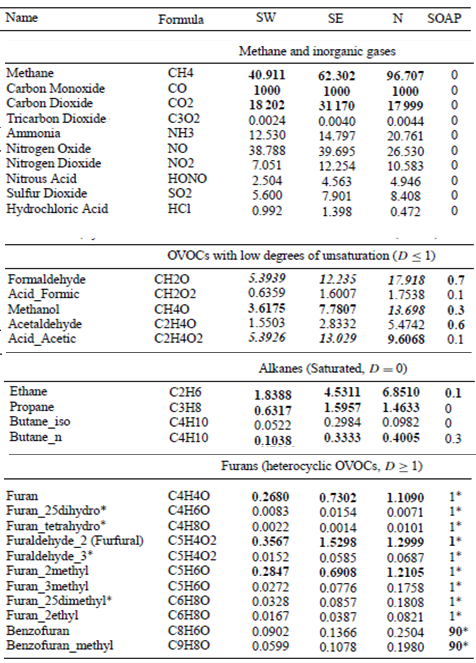 Name Formula SW SE N SOAP
Methane and inorganic gases
Methane CH4 40.911 62.302 96.707 0
Carbon Monoxide CO 1000 1000 1000 0
Carbon Dioxide CO2 18 202 31 170 17 999 0
Tricarbon Dioxide C3O2 0.0024 0.0040 0.0044 0
Ammonia NH3 12.530 14.797 20.761 0
Nitrogen Oxide NO 38.788 39.695 26.530 0
Nitrogen Dioxide NO2 7.051 12.254 10.583 0
Nitrous Acid HONO 2.504 4.563 4.946 0
Sulfur Dioxide SO2 5.600 7.901 8.408 0
Hydrochloric Acid HCl 0.992 1.398 0.472 0
OVOCs with low degrees of unsaturation (D ≤ 1)
Formaldehyde CH2O 5.3939 12.235 17.918 0.7
Acid_Formic CH2O2 0.6359 1.6007 1.7538 0.1
Methanol CH4O 3.6175 7.7807 13.698 0.3
Acetaldehyde C2H4O 1.5503 2.8332 5.4742 0.6
Acid_Acetic C2H4O2 5.3926 13.029 9.6068 0.1
Alkanes (Saturated, D = 0)
Ethane C2H6 1.8388 4.5311 6.8510 0.1
Propane C3H8 0.6317 1.5957 1.4633 0
Butane_iso C4H10 0.0522 0.2984 0.0982 0
Butane_n C4H10 0.1038 0.3333 0.4005 0.3
Furans (heterocyclic OVOCs, D ≥ 1)
Furan C4H4O 0.2680 0.7302 1.1090 1*
Furan_25dihydro* C4H6O 0.0083 0.0154 0.0071 1*
Furan_tetrahydro* C4H8O 0.0022 0.0014 0.0101 1*
Furaldehyde_2 (Furfural) C5H4O2 0.3567 1.5298 1.2999 1*
Furaldehyde_3* C5H4O2 0.0152 0.0585 0.0687 1*
Furan_2methyl C5H6O 0.2847 0.6908 1.2105 1*
Furan_3methyl C5H6O 0.0272 0.0776 0.1758 1*
Furan_25dimethyl* C6H8O 0.0328 0.0857 0.1808 1*
Furan_2ethyl C6H8O 0.0167 0.0387 0.0821 1*
Benzofuran C8H6O 0.0902 0.1366 0.2504 90*
Benzofuran_methyl C9H8O 0.0599 0.1078 0.1980 90*